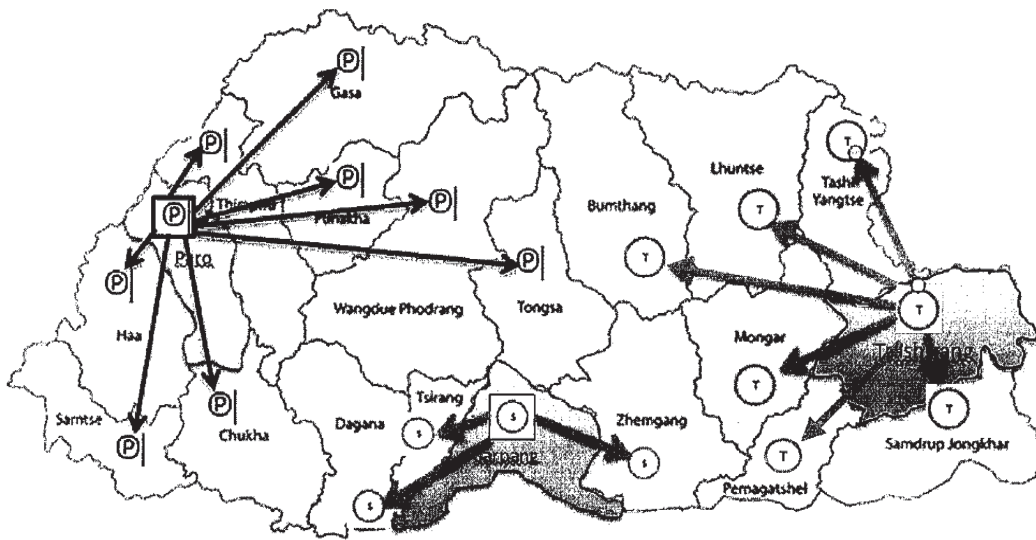 P
Gasa
P
T
Lhuntse
Tashi
Yangtse
P
Thimphu
P
P
Punakha
Bumthang
T
P
Paro
T
P
P
Haa
Wangdue Phodrang
Tongsa
T
Mongar
T
Samtse
P
P
Chukha
Dagana
Tsirang
S
S
Zhemgang
S
T
Samdrup Jongkhar
T
Pemagatshel
S